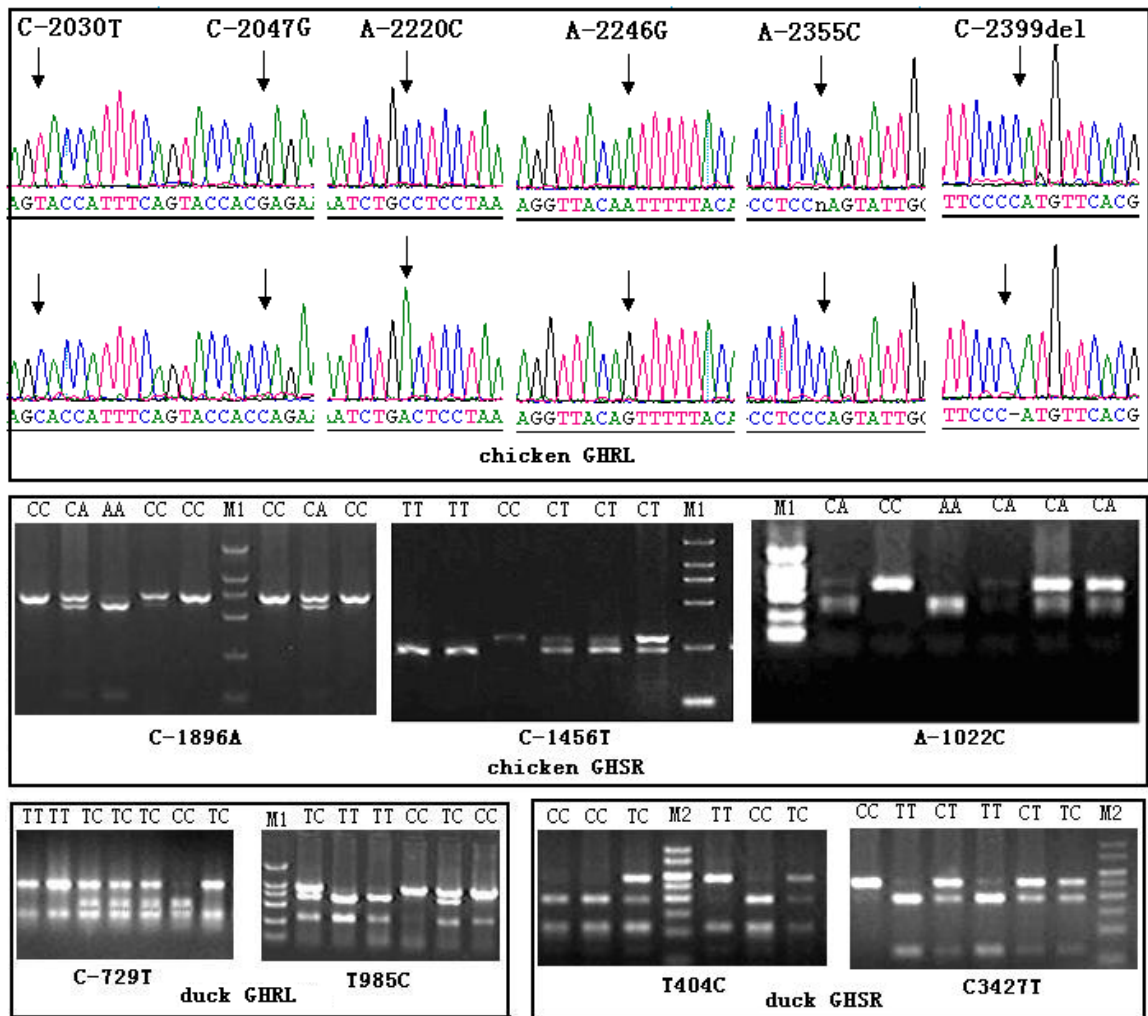 C-2030T C-2047G A-2220C A-2246G A-2355C C-2399del
AGTACCATTTCAGTACCACGAGA ATCTGCCTCCTAA AGGTTACAATTTTTACA CCTCCnAGTATTG TTCCCCATGTTCACG
AGCACCATTTCAGTACCACCAGA ATCTGACTCCTAA AGGTTACAGTTTTTACA CCTCCCAGTATTG TTCCC-ATGTTCACG
chicken GHRL
CC CA AA CC CC M1 CC CA CC TT TT CC CT CT CT M1 M1 CA CC AA CA CA CA
C-1896A C-1456T A-1022C
chicken GHSR
TT TT TC TC TC CC TC M1 TC TT TT CC TC CC CC CC TC M2 TT CC TC CC TT CT TT CT TC M2
C-729T T985C T404C C3427T
duck GHRL duck GHSR